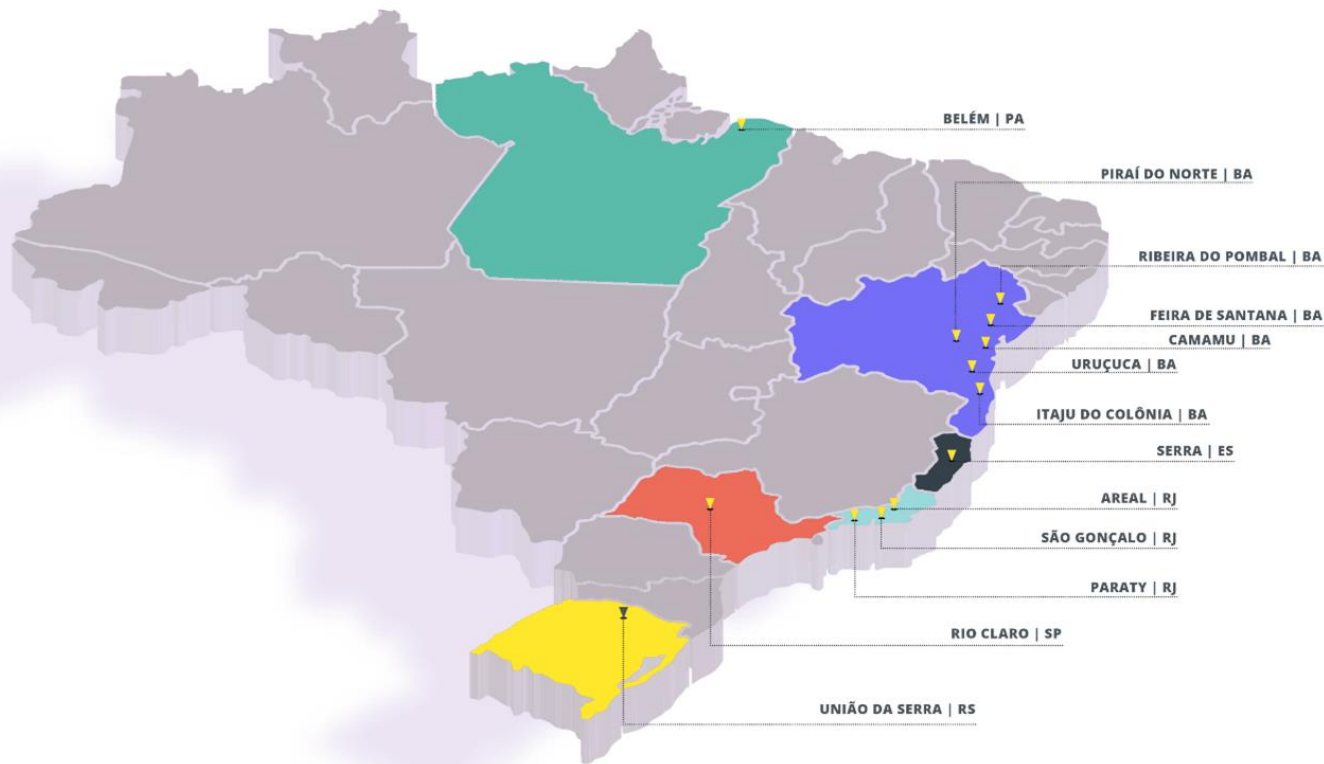 BELÉM | PA
PIRAÍ DO NORTE | BA
RIBEIRA DO POMBAL | BA
FEIRA DE SANTANA | BA
CAMAMU | BA
URUÇUCA | BA
ITAJU DO COLÔNIA | BA
SERRA | ES
AREAL | RJ
SÃO GONÇALO | RJ
PARATY | RJ
RIO CLARO | SP
UNIÃO DA SERRA | RS